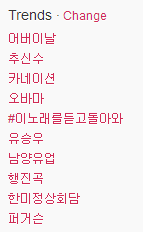 Trends · Change
어버이날
추신수
카네이션
오바마
#이노래를듣고돌아와
유승우
남양유업
행진곡
한미정상회담
퍼거슨